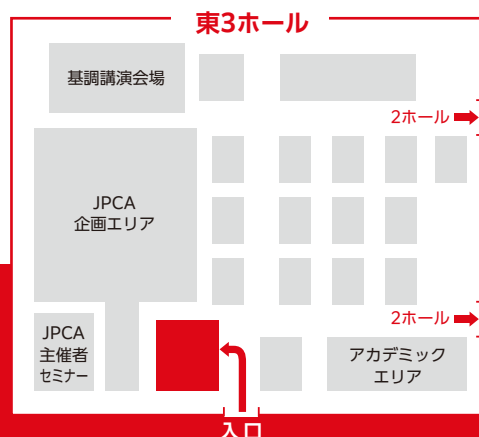 東3ホール
基調講演会場
2ホール
JPCA
企画エリア
2ホール
JPCA
主催者
セミナー
アカデミック
エリア
入口